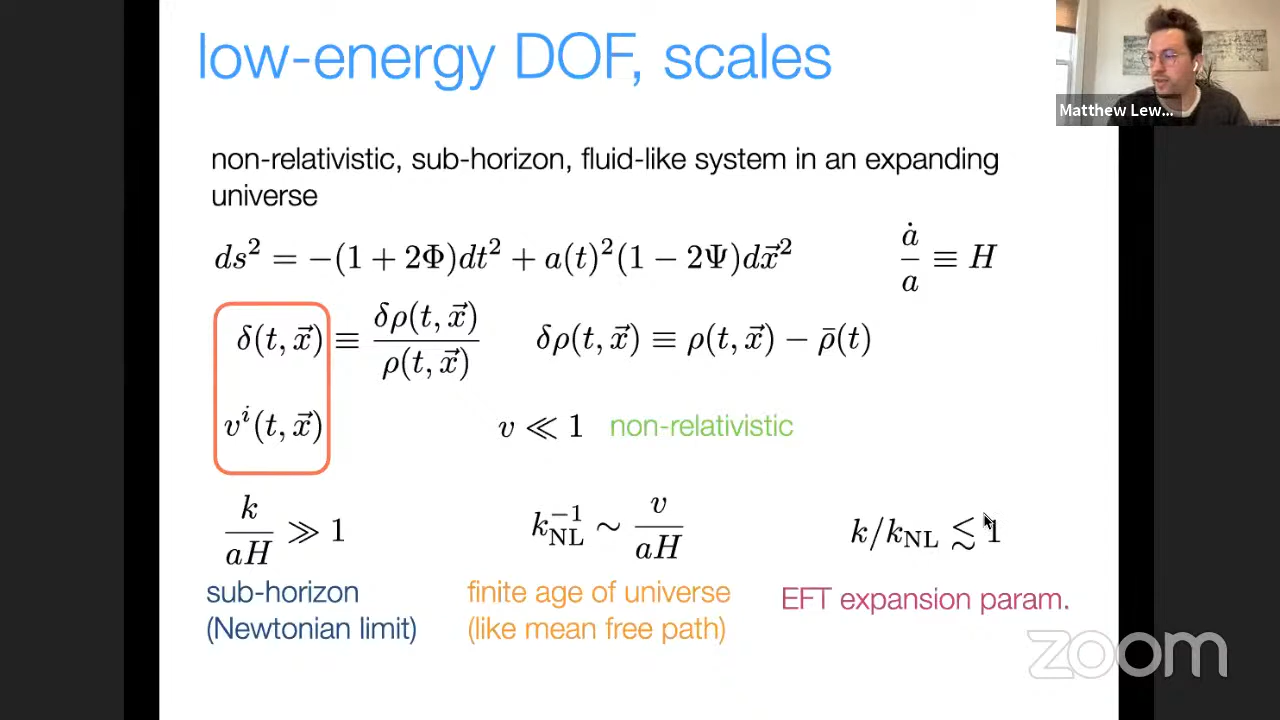 low-energy DOF, scales
Matthew Lew...
non-relativistic, sub-horizon, fluid-like system in an expanding
universe
ds² = −(1 + 2Φ)dt² + a(t)²(1 − 2Ψ)dx⃗² ȧ/a ≡ H
δ(t, x⃗) ≡ δρ(t, x⃗)/ρ(t, x⃗) δρ(t, x⃗) ≡ ρ(t, x⃗) − ρ̄(t)
vⁱ(t, x⃗) v ≪ 1 non-relativistic
k/aH ≫ 1 k_NL⁻¹ ∼ v/aH k/k_NL ≲ 1
sub-horizon finite age of universe EFT expansion param.
(Newtonian limit) (like mean free path)
zoom